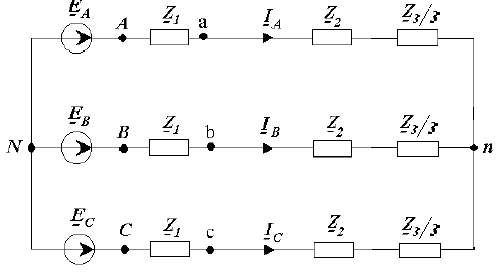 E_A A Z_1 a I_A Z_2 Z_3/3
E_B B Z_1 b I_B Z_2 Z_3/3
N n
E_C C Z_1 c I_C Z_2 Z_3/3